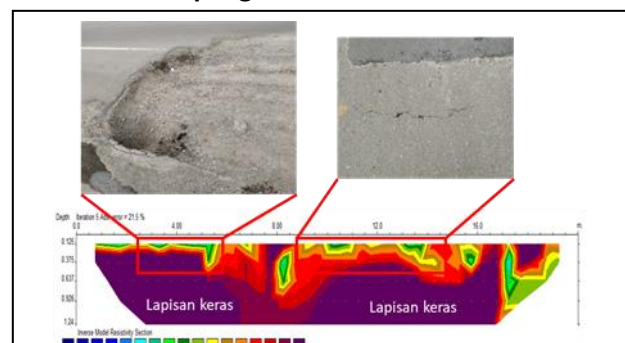 Depth Iteration 5 Abs. error = 21.5 %
0.0 4.00 8.00 12.0 16.0 m.
0.125
0.375
0.637
0.926
1.24
Lapisan keras Lapisan keras
Inverse Model Resistivity Section